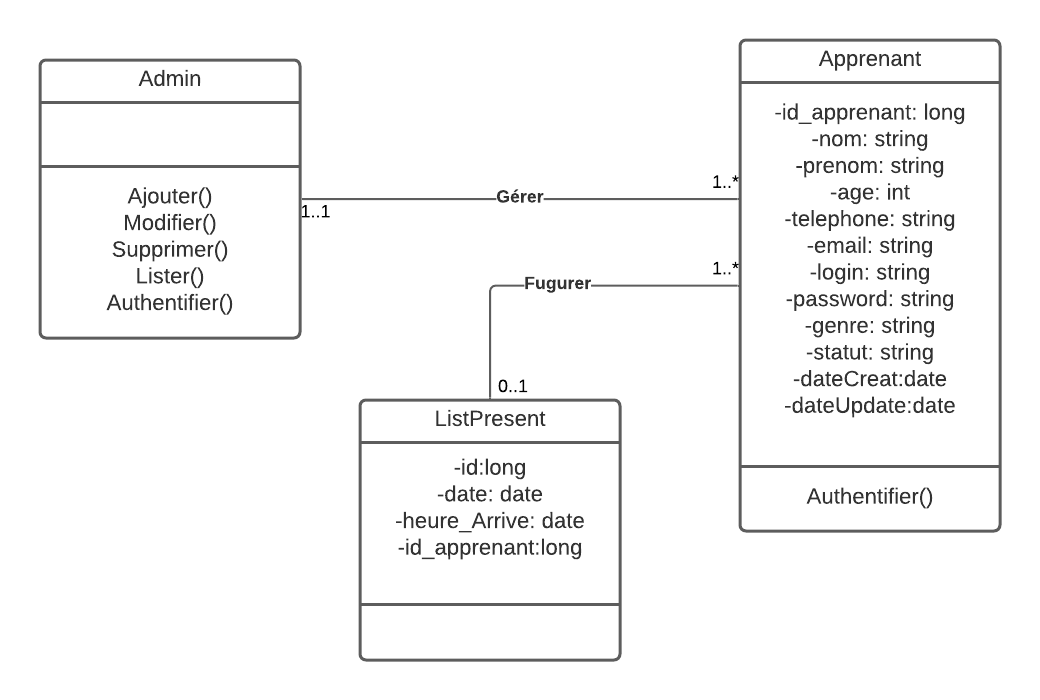 Admin
Ajouter()
Modifier()
Supprimer()
Lister()
Authentifier()
1..1
Gérer
1..*
Fugurer
1..*
0..1
Apprenant
-id_apprenant: long
-nom: string
-prenom: string
-age: int
-telephone: string
-email: string
-login: string
-password: string
-genre: string
-statut: string
-dateCreat:date
-dateUpdate:date
Authentifier()
ListPresent
-id:long
-date: date
-heure_Arrive: date
-id_apprenant:long